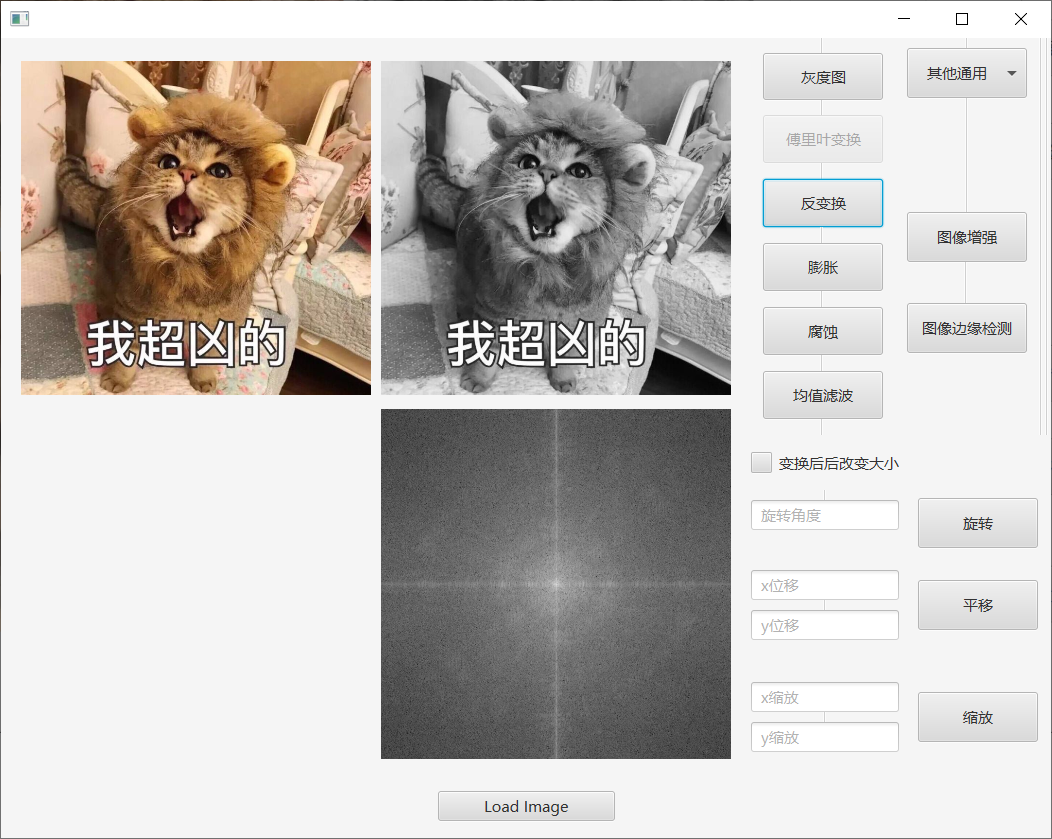 我超凶的
我超凶的
灰度图
傅里叶变换
反变换
膨胀
腐蚀
均值滤波
其他通用
图像增强
图像边缘检测
变换后后改变大小
旋转角度
旋转
x位移
y位移
平移
x缩放
y缩放
缩放
Load Image